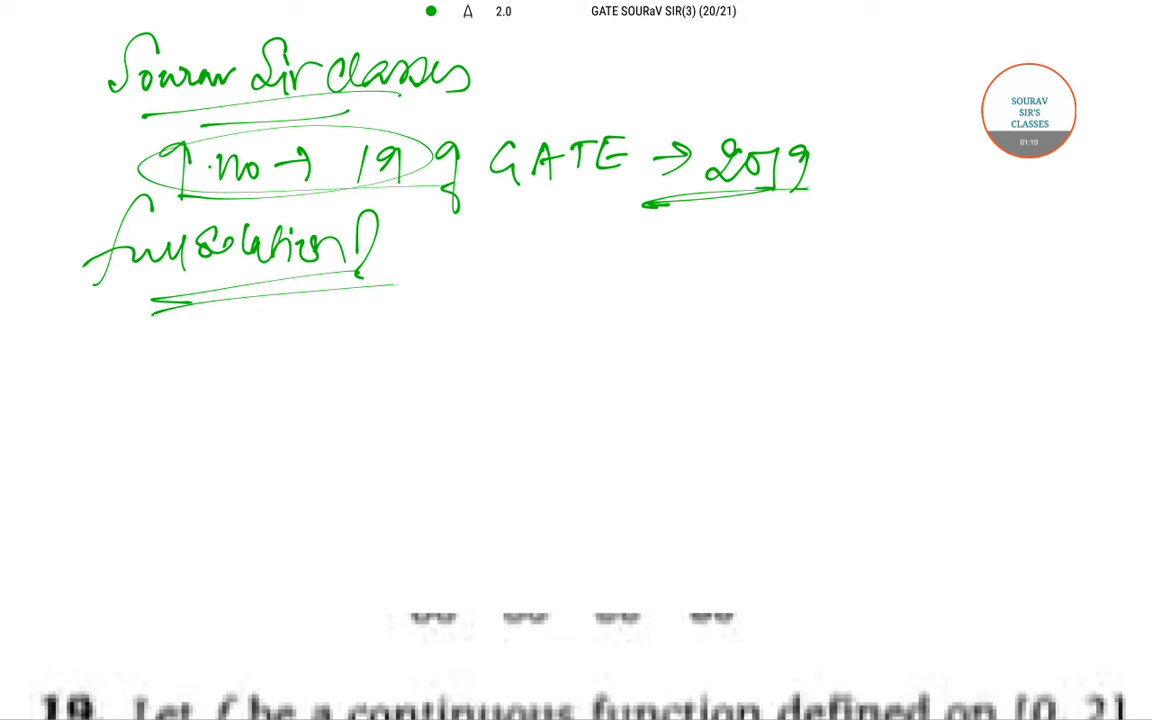 2.0 GATE SOURaV SIR(3) (20/21)
Sourav Sir classes
SOURAV
SIR'S
CLASSES
01:10
q.no → 19 of GATE → 2019
full solution)
19. Let f be a continuous function defined on [0, 2]